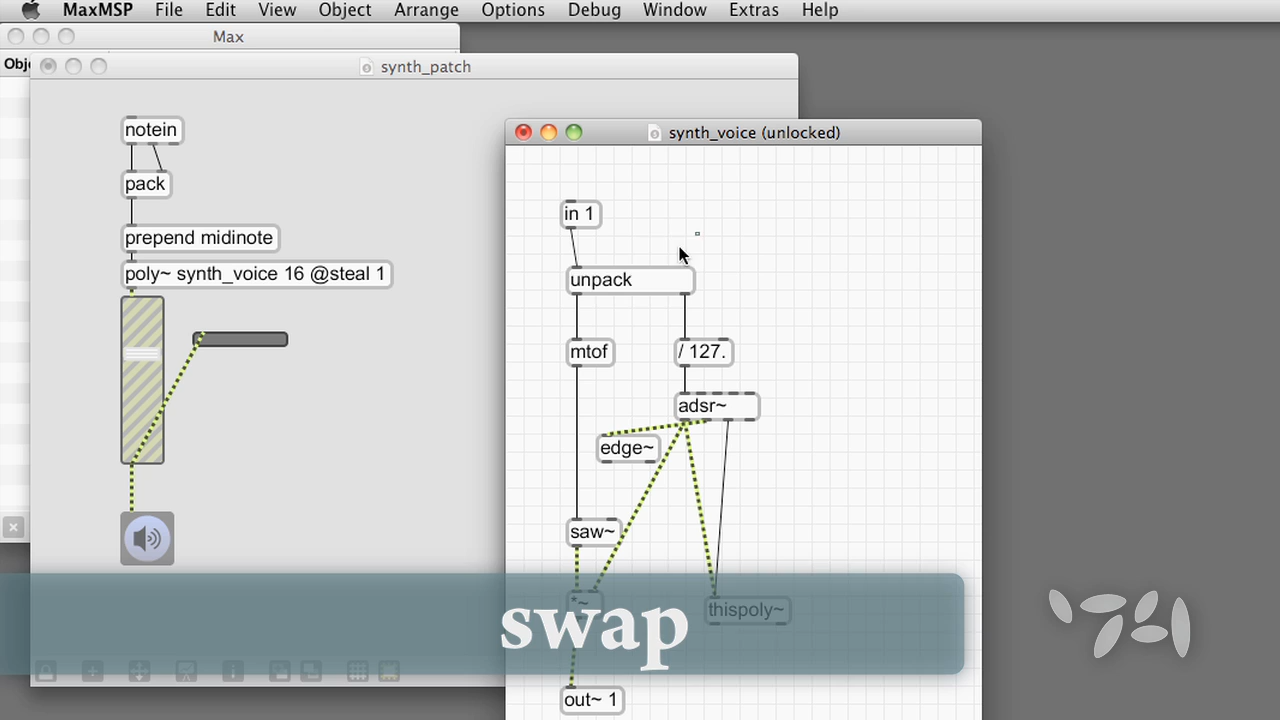 MaxMSP File Edit View Object Arrange Options Debug Window Extras Help
Max
Obj
synth_patch
notein
pack
prepend midinote
poly~ synth_voice 16 @steal 1
synth_voice (unlocked)
in 1
unpack
mtof
/ 127.
adsr~
edge~
saw~
*~
thispoly~
swap
out~ 1